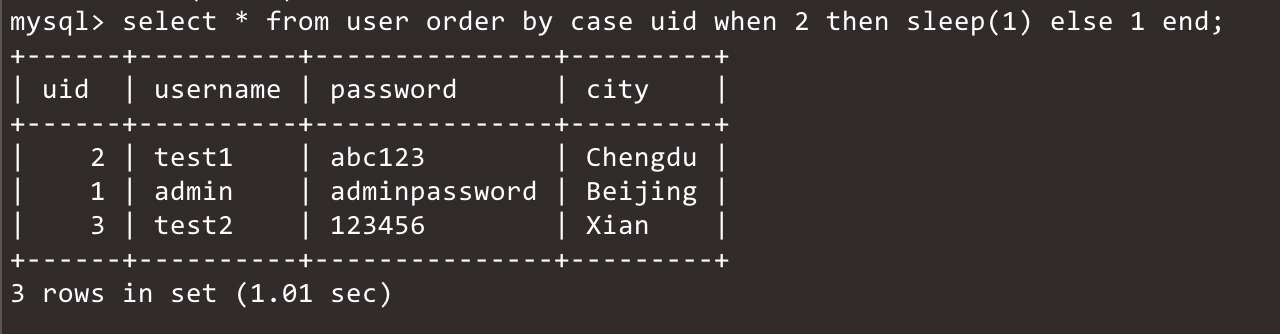 mysql> select * from user order by case uid when 2 then sleep(1) else 1 end;
+------+----------+---------------+---------+
| uid  | username | password      | city    |
+------+----------+---------------+---------+
|    2 | test1    | abc123        | Chengdu |
|    1 | admin    | adminpassword | Beijing |
|    3 | test2    | 123456        | Xian    |
+------+----------+---------------+---------+
3 rows in set (1.01 sec)